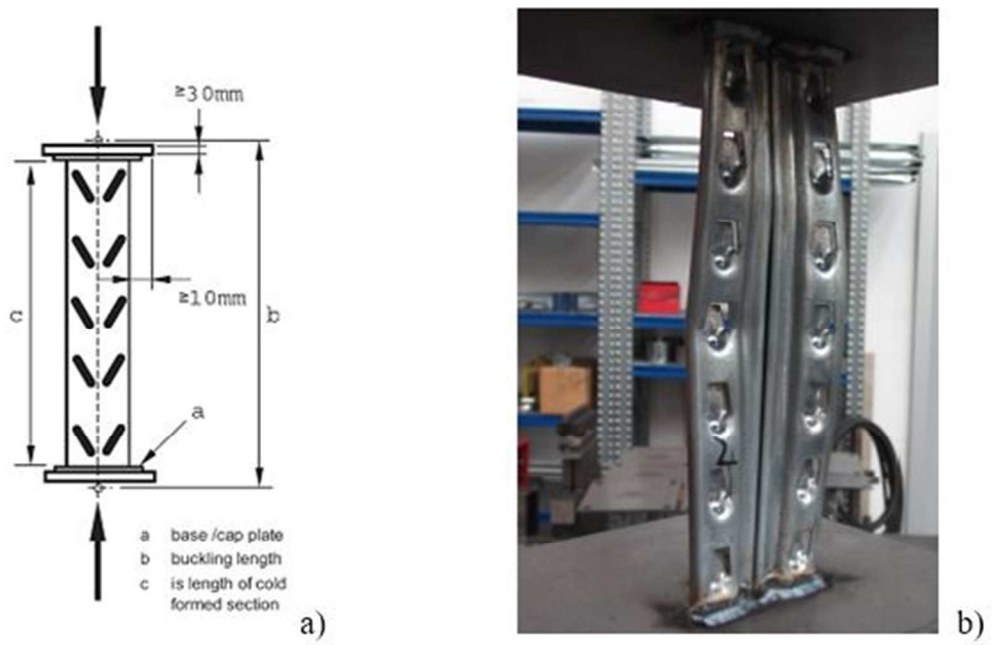 ≥30mm
≥10mm
c
b
a
a base /cap plate
b buckling length
c is length of cold
formed section
a)
b)